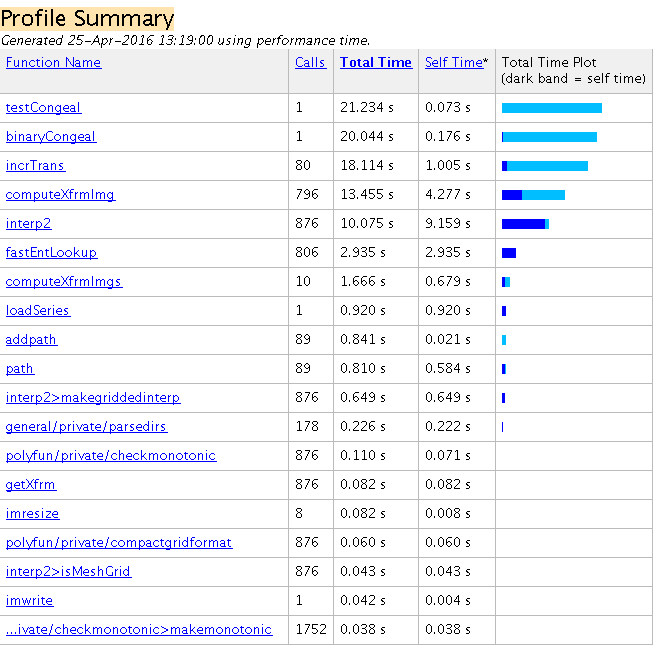 Profile Summary
Generated 25-Apr-2016 13:19:00 using performance time.
Function Name Calls Total Time Self Time* Total Time Plot
(dark band = self time)
testCongeal 1 21.234 s 0.073 s
binaryCongeal 1 20.044 s 0.176 s
incrTrans 80 18.114 s 1.005 s
computeXfrmImg 796 13.455 s 4.277 s
interp2 876 10.075 s 9.159 s
fastEntLookup 806 2.935 s 2.935 s
computeXfrmImgs 10 1.666 s 0.679 s
loadSeries 1 0.920 s 0.920 s
addpath 89 0.841 s 0.021 s
path 89 0.810 s 0.584 s
interp2>makegriddedinterp 876 0.649 s 0.649 s
general/private/parsedirs 178 0.226 s 0.222 s
polyfun/private/checkmonotonic 876 0.110 s 0.071 s
getXfrm 876 0.082 s 0.082 s
imresize 8 0.082 s 0.008 s
polyfun/private/compactgridformat 876 0.060 s 0.060 s
interp2>isMeshGrid 876 0.043 s 0.043 s
imwrite 1 0.042 s 0.004 s
...ivate/checkmonotonic>makemonotonic 1752 0.038 s 0.038 s